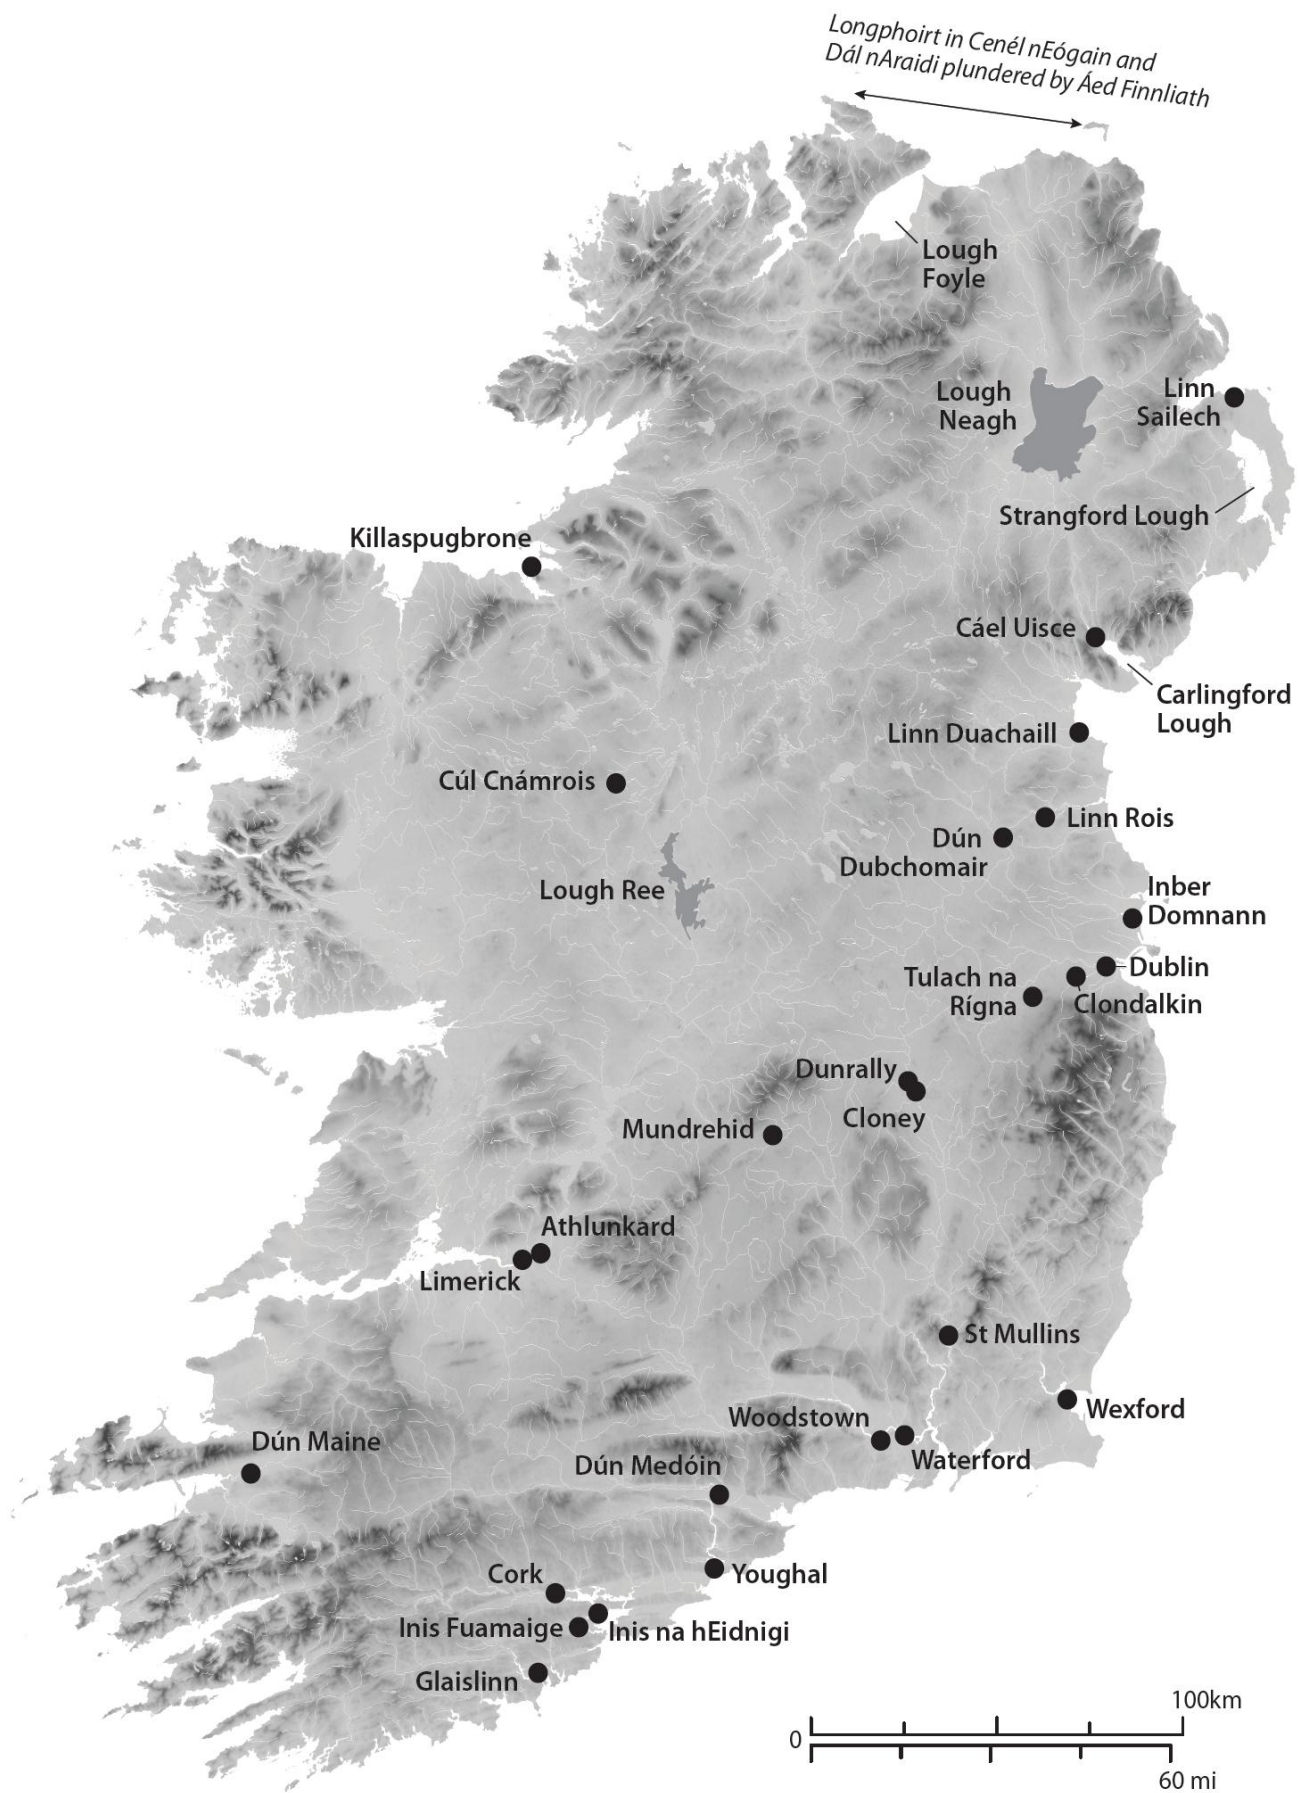 Longphoirt in Cenél nEógain and
Dál nAraidi plundered by Áed Finnliath
Lough
Foyle
Lough
Neagh
Linn
Sailech
Strangford Lough
Killaspugbrone
Cáel Uisce
Carlingford
Lough
Linn Duachaill
Cúl Cnámrois
Linn Rois
Dún
Dubchomair
Lough Ree
Inber
Domnann
Dublin
Tulach na
Rígna
Clondalkin
Dunrally
Cloney
Mundrehid
Athlunkard
Limerick
St Mullins
Wexford
Woodstown
Waterford
Dún Maine
Dún Medóin
Youghal
Cork
Inis Fuamaige
Inis na hEidnigi
Glaislinn
100km
0
60 mi